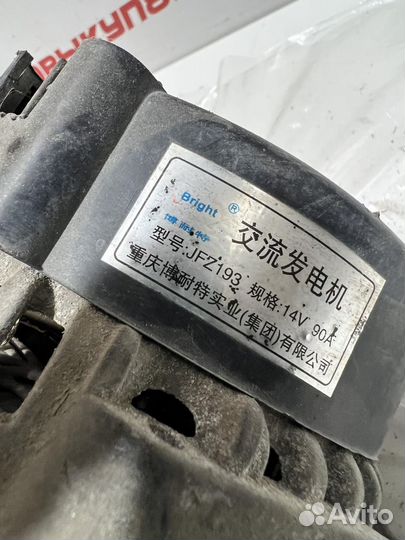 ВЫКУПА
Bright ®
博耐特
交流发电机
型号:JFZ193 规格:14V 90A
重庆博耐特实业(集团)有限公司
Avito